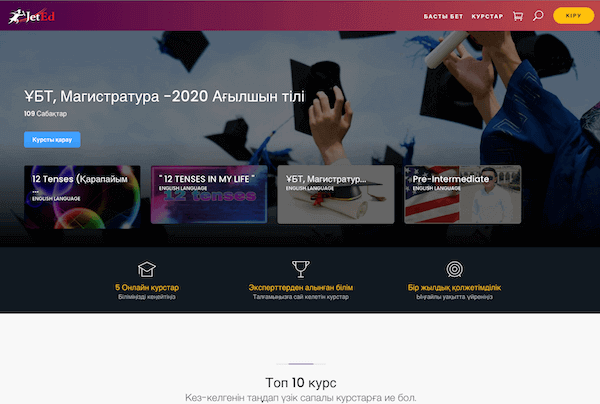 JetEd
БАСТЫ БЕТ
КУРСТАР
КІРУ
ҰБТ, Магистратура -2020 Ағылшын тілі
109 Сабақтар
Курсты қарау
12 Tenses (Қарапайым
...
ENGLISH LANGUAGE
" 12 TENSES IN MY LIFE "
ENGLISH LANGUAGE
12 tenses
ҰБТ, Магистрату...
ENGLISH LANGUAGE
Pre-intermediate
ENGLISH LANGUAGE
5 Онлайн курстар
Біліміңізді кеңейтіңіз
Эксперттерден алынған білім
Талғамыңызға сай келетін курстар
Бір жылдық қолжетімділік
Ыңғайлы уақытта үйреніңіз
Топ 10 курс
Кез-келгенін таңдап үзік сапалы курстарға ие бол.